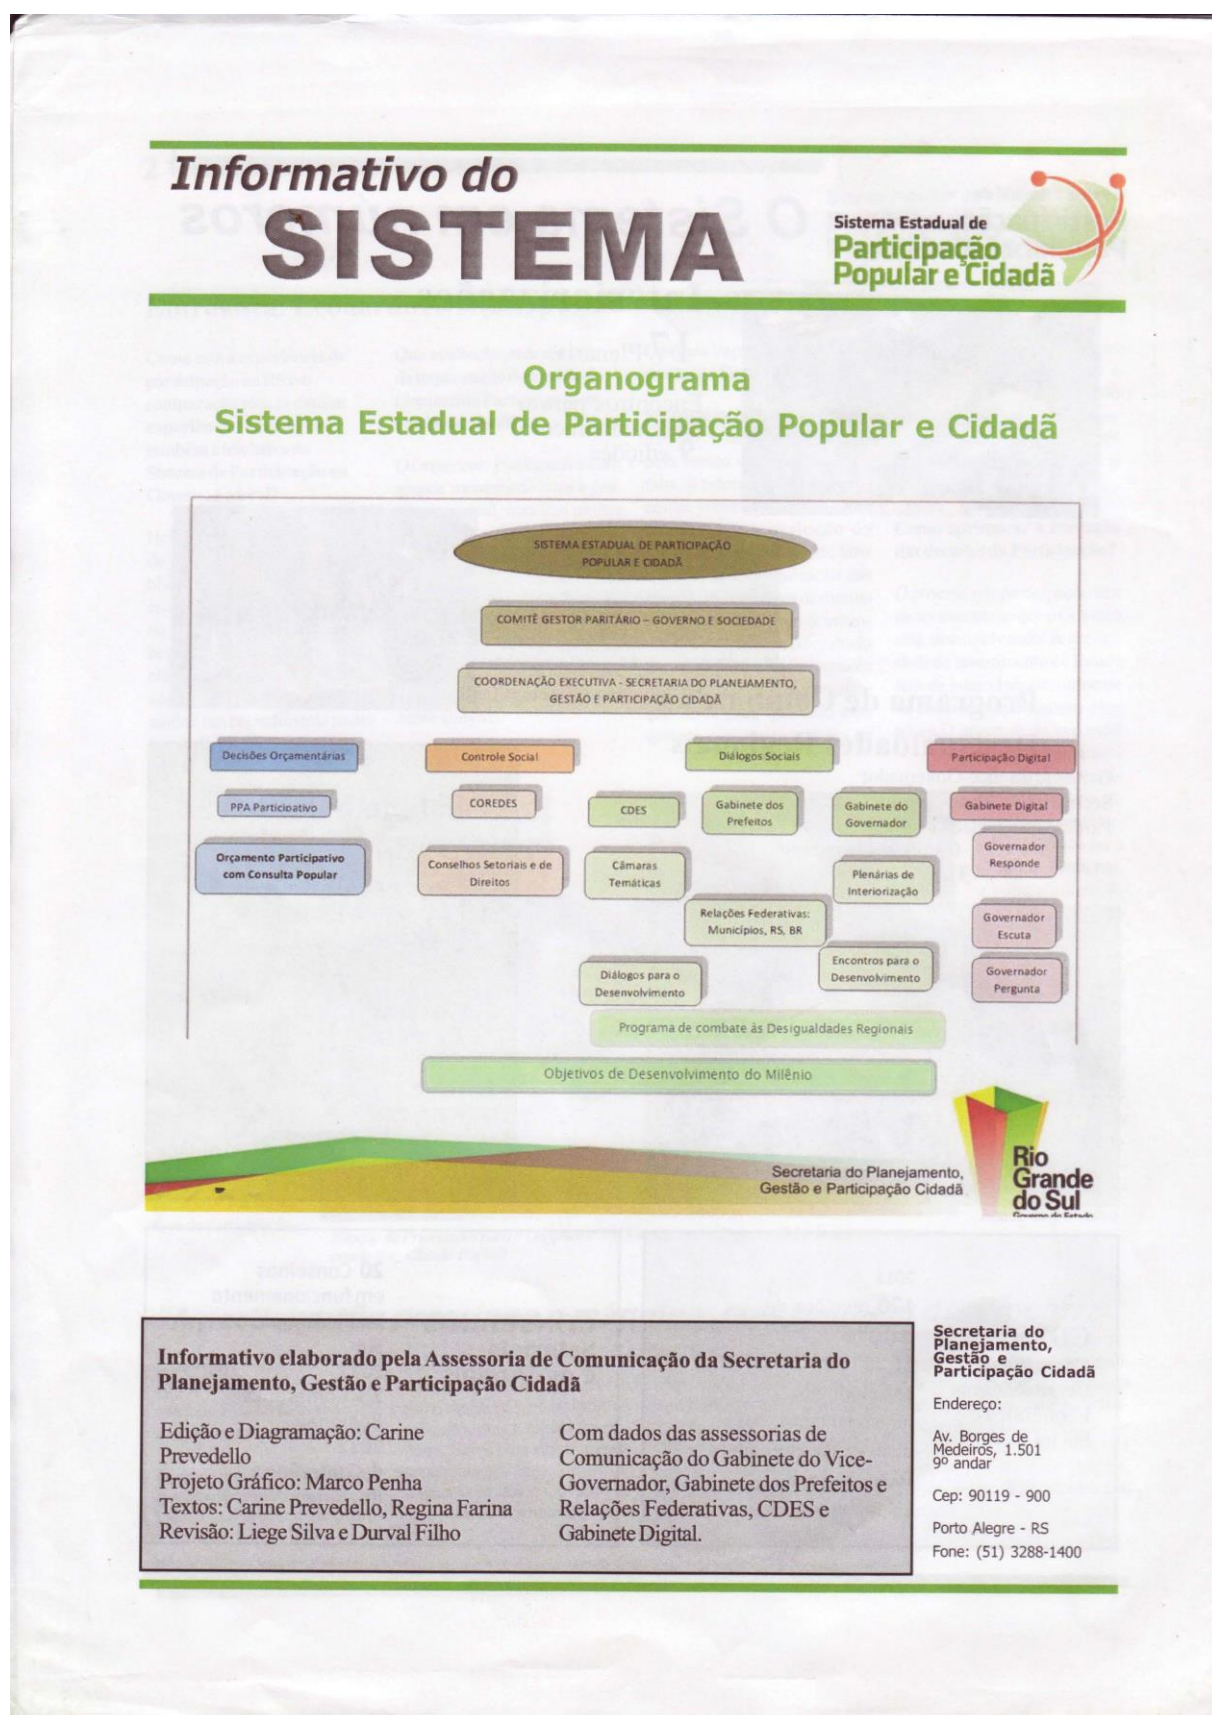 Informativo do
SISTEMA
Sistema Estadual de
Participação
Popular e Cidadã
Organograma
Sistema Estadual de Participação Popular e Cidadã
SISTEMA ESTADUAL DE PARTICIPAÇÃO
POPULAR E CIDADÃ
COMITÊ GESTOR PARITÁRIO – GOVERNO E SOCIEDADE
COORDENAÇÃO EXECUTIVA - SECRETARIA DO PLANEJAMENTO,
GESTÃO E PARTICIPAÇÃO CIDADÃ
Decisões Orçamentárias
Controle Social
Diálogos Sociais
Participação Digital
PPA Participativo
COREDES
CDES
Gabinete dos
Prefeitos
Gabinete do
Governador
Gabinete Digital
Orçamento Participativo
com Consulta Popular
Conselhos Setoriais e de
Direitos
Câmaras
Temáticas
Plenárias de
Interiorização
Governador
Responde
Relações Federativas:
Municípios, RS, BR
Governador
Escuta
Diálogos para o
Desenvolvimento
Encontros para o
Desenvolvimento
Governador
Pergunta
Programa de combate às Desigualdades Regionais
Objetivos de Desenvolvimento do Milênio
Secretaria do Planejamento,
Gestão e Participação Cidadã
Rio
Grande
do Sul
Governo do Estado
Informativo elaborado pela Assessoria de Comunicação da Secretaria do
Planejamento, Gestão e Participação Cidadã
Edição e Diagramação: Carine
Prevedello
Projeto Gráfico: Marco Penha
Textos: Carine Prevedello, Regina Farina
Revisão: Liege Silva e Durval Filho
Com dados das assessorias de
Comunicação do Gabinete do Vice-
Governador, Gabinete dos Prefeitos e
Relações Federativas, CDES e
Gabinete Digital.
Secretaria do
Planejamento,
Gestão e
Participação Cidadã
Endereço:
Av. Borges de
Medeiros, 1.501
9º andar
Cep: 90119 - 900
Porto Alegre - RS
Fone: (51) 3288-1400